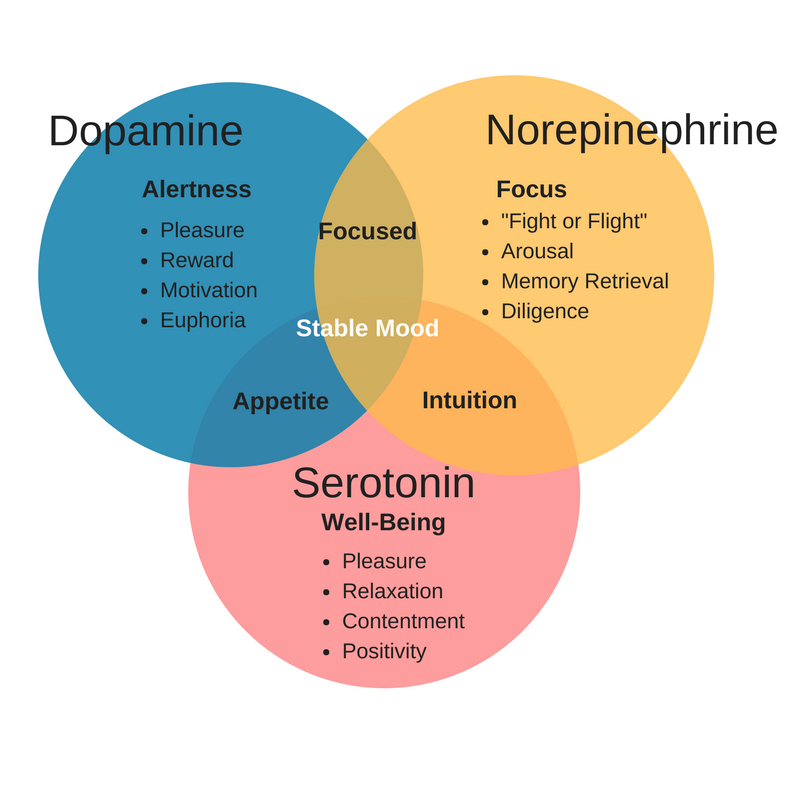 Dopamine
Alertness
• Pleasure
• Reward
• Motivation
• Euphoria
Norepinephrine
Focus
• "Fight or Flight"
• Arousal
• Memory Retrieval
• Diligence
Focused
Stable Mood
Appetite
Intuition
Serotonin
Well-Being
• Pleasure
• Relaxation
• Contentment
• Positivity